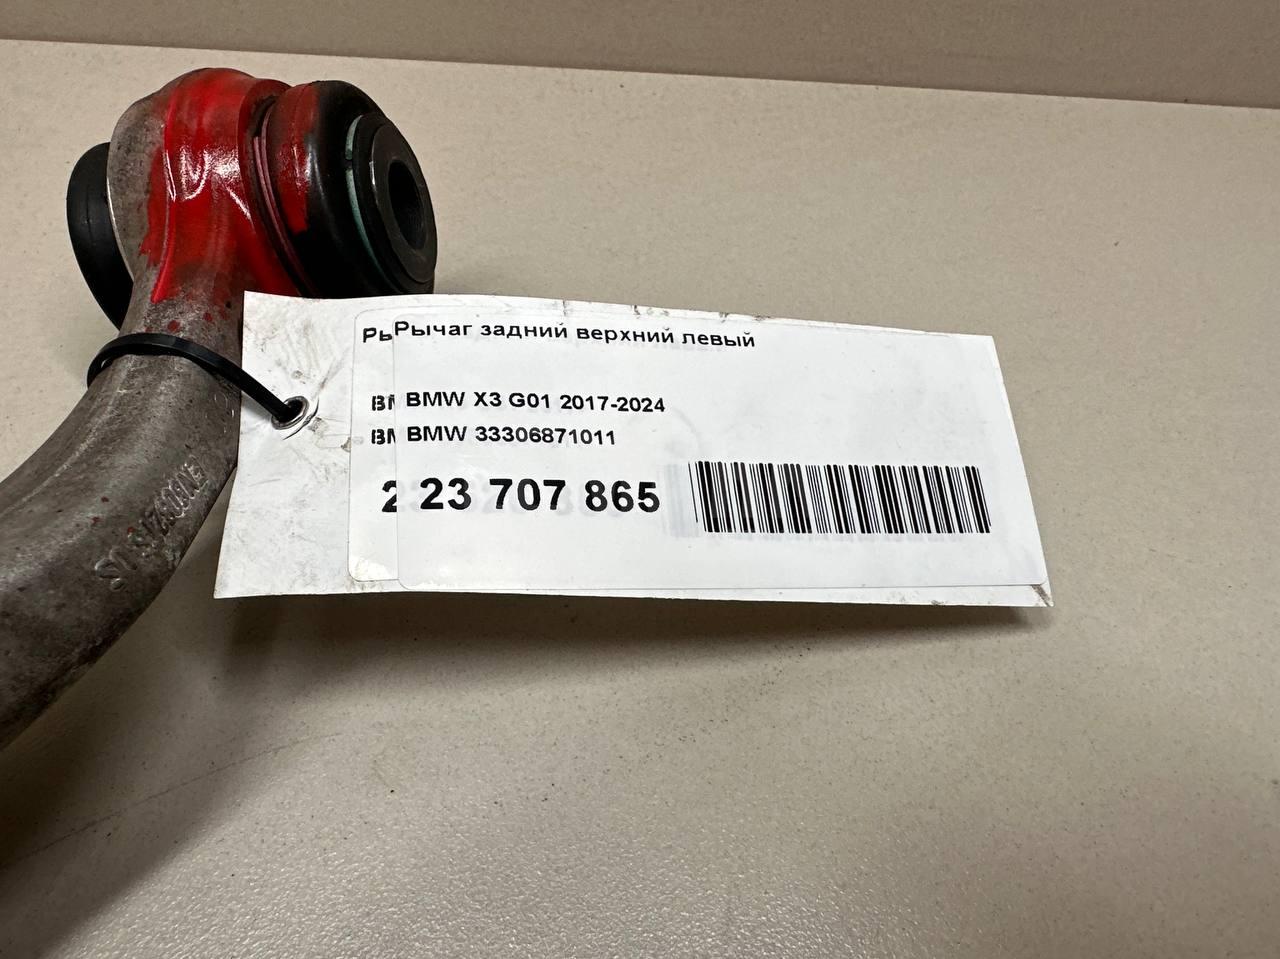 Рычаг задний верхний левый
BMW X3 G01 2017-2024
BMW 33306871011
23 707 865